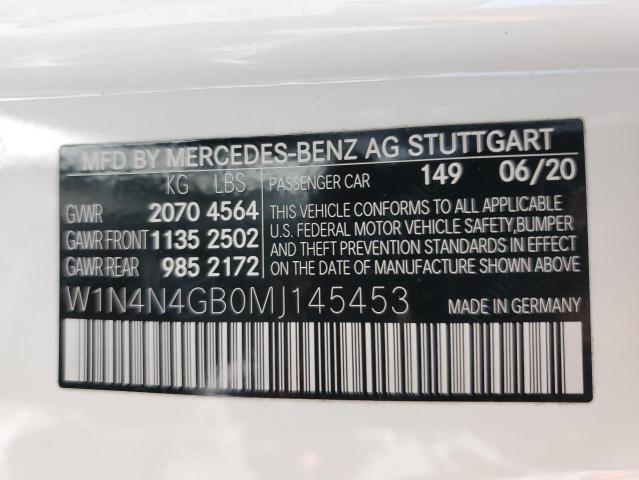 MFD BY MERCEDES-BENZ AG STUTTGART
KG LBS PASSENGER CAR 149 06/20
GVWR 2070 4564
GAWR FRONT 1135 2502
GAWR REAR 985 2172
THIS VEHICLE CONFORMS TO ALL APPLICABLE
U.S. FEDERAL MOTOR VEHICLE SAFETY, BUMPER
AND THEFT PREVENTION STANDARDS IN EFFECT
ON THE DATE OF MANUFACTURE SHOWN ABOVE.
W1N4N4GB0MJ145453 MADE IN GERMANY